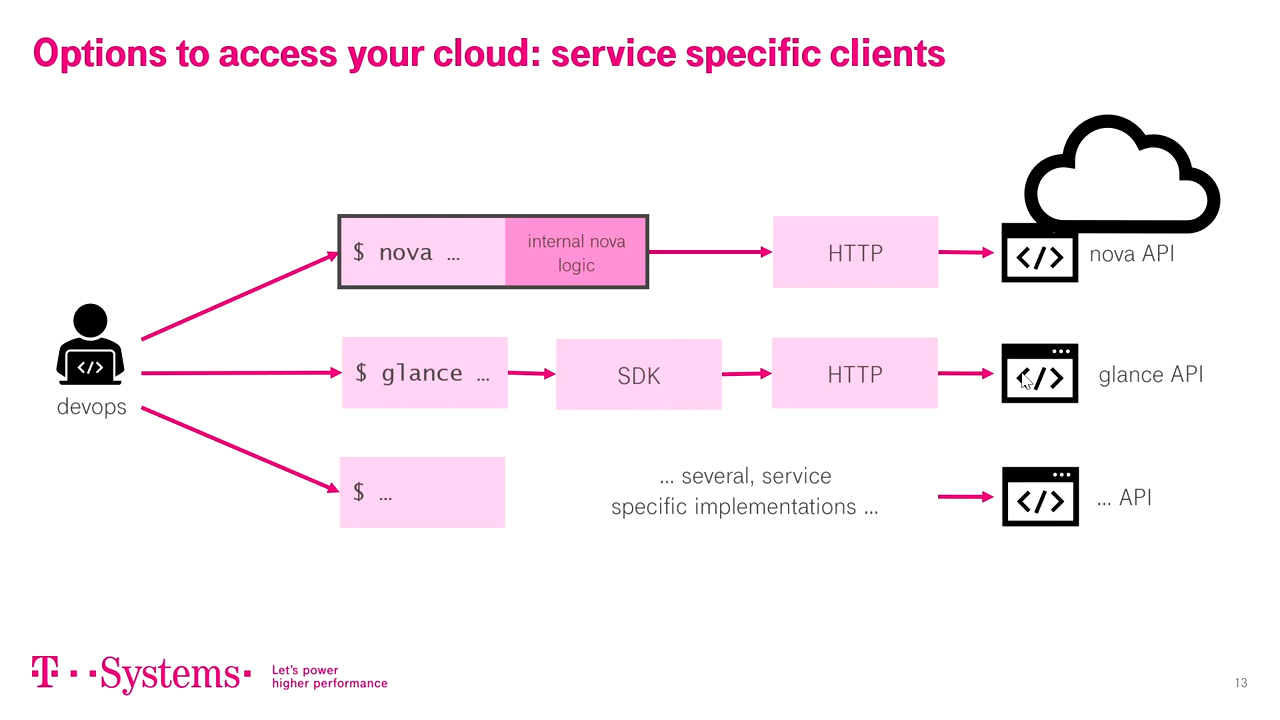 Options to access your cloud: service specific clients
$ nova ...
internal nova
logic
HTTP
</>
nova API
</>
devops
$ glance ...
SDK
HTTP
</>
glance API
$ ...
... several, service
specific implementations ...
</>
... API
T··Systems·
Let's power
higher performance
13